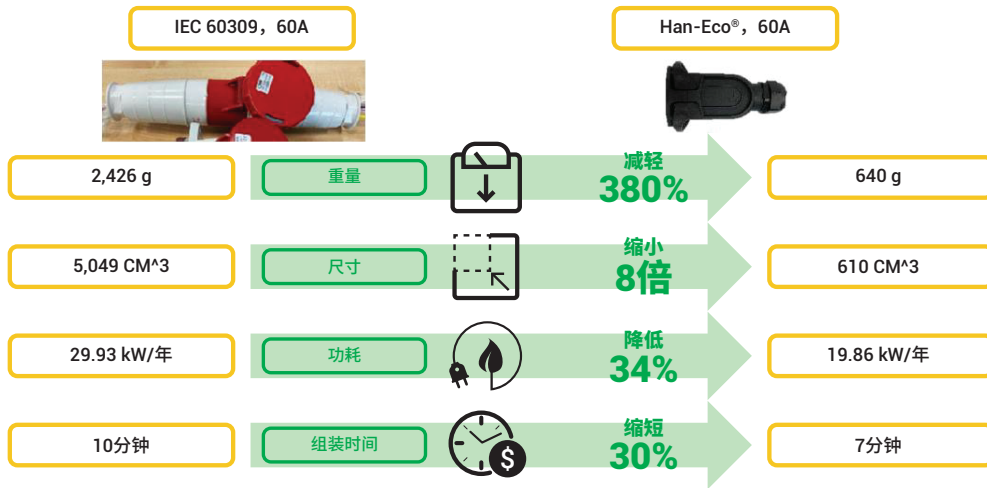 IEC 60309，60A
Han-Eco®，60A
2,426 g
重量
减轻
380%
640 g
5,049 CM^3
尺寸
缩小
8倍
610 CM^3
29.93 kW/年
功耗
降低
34%
19.86 kW/年
10分钟
组装时间
$
缩短
30%
7分钟